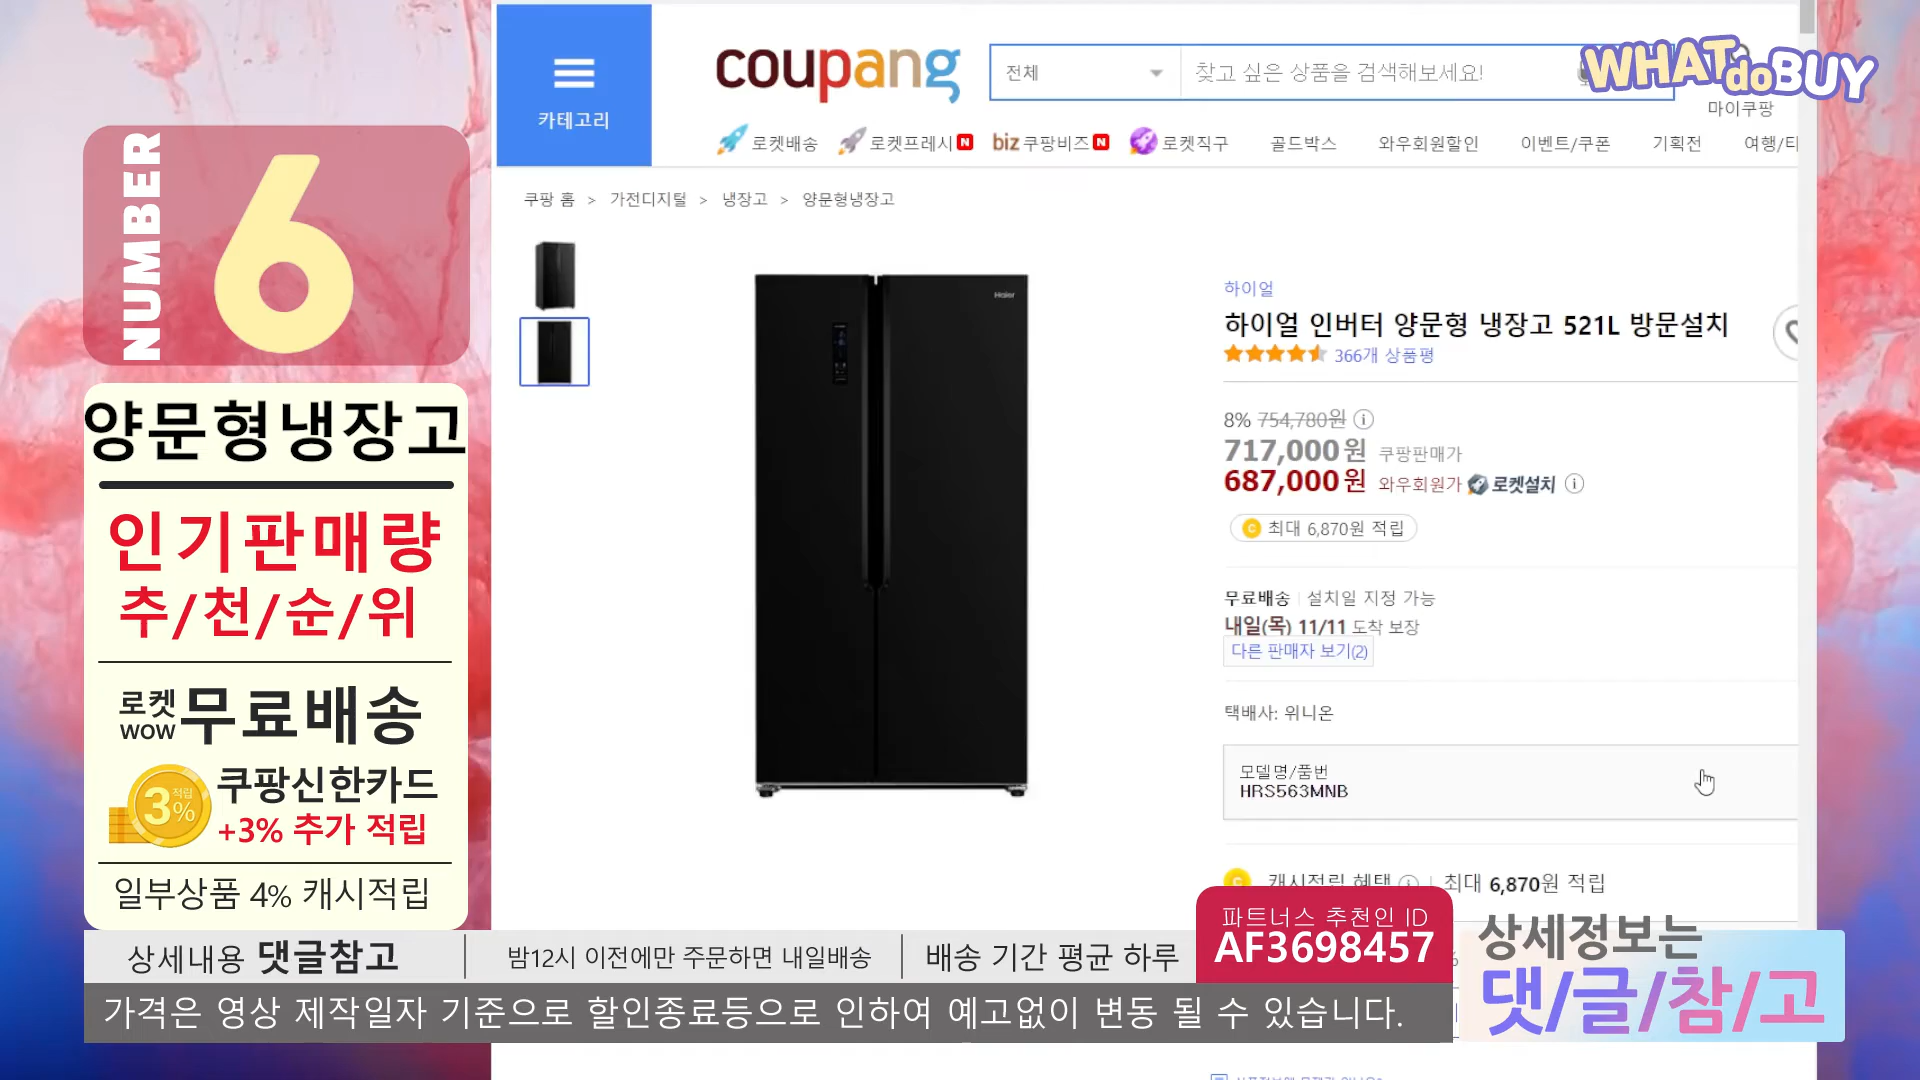 NUMBER
6
양문형냉장고
인기판매량
추/천/순/위
로켓
WOW
무료배송
적립
3%
쿠팡신한카드
+3% 추가 적립
일부상품 4% 캐시적립
카테고리
coupang
전체
찾고 싶은 상품을 검색해보세요!
WHAT do BUY
마이쿠팡
로켓배송
로켓프레시 N
biz 쿠팡비즈 N
로켓직구
골드박스
와우회원할인
이벤트/쿠폰
기획전
여행/티
쿠팡 홈 > 가전디지털 > 냉장고 > 양문형냉장고
Haier
하이얼
하이얼 인버터 양문형 냉장고 521L 방문설치
366개 상품평
8% 754,780원
717,000원 쿠팡판매가
687,000원 와우회원가 로켓설치
최대 6,870원 적립
무료배송 | 설치일 지정 가능
내일(목) 11/11 도착 보장
다른 판매자 보기(2)
택배사: 위니온
모델명/품번
HRS563MNB
캐시적립 혜택 | 최대 6,870원 적립
파트너스 추천인 ID
AF3698457
상세정보는
댓/글/참/고
상세내용 댓글참고
밤12시 이전에만 주문하면 내일배송
배송 기간 평균 하루
가격은 영상 제작일자 기준으로 할인종료등으로 인하여 예고없이 변동 될 수 있습니다.